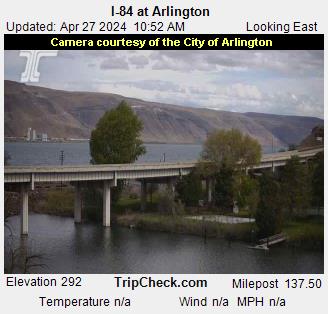 I-84 at Arlington
Updated: Apr 27 2024 10:52 AM Looking East
Camera courtesy of the City of Arlington
Elevation 292 TripCheck.com Milepost 137.50
Temperature n/a Wind n/a MPH n/a